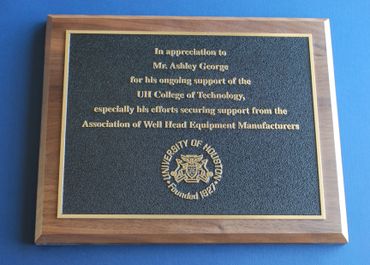 In appreciation to
Mr. Ashley George
for his ongoing support of the
UH College of Technology,
especially his efforts securing support from the
Association of Well Head Equipment Manufacturers
UNIVERSITY OF HOUSTON
Founded 1927